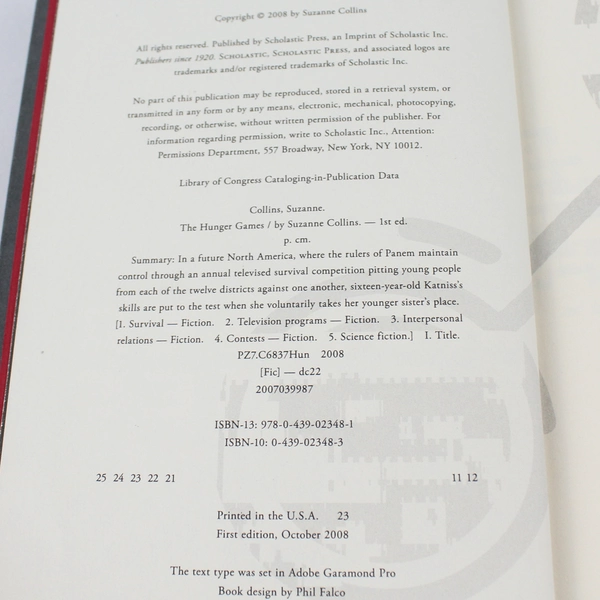 Copyright © 2008 by Suzanne Collins
All rights reserved. Published by Scholastic Press, an Imprint of Scholastic Inc.
Publishers since 1920. SCHOLASTIC, SCHOLASTIC PRESS, and associated logos are
trademarks and/or registered trademarks of Scholastic Inc.
No part of this publication may be reproduced, stored in a retrieval system, or
transmitted in any form or by any means, electronic, mechanical, photocopying,
recording, or otherwise, without written permission of the publisher. For
information regarding permission, write to Scholastic Inc., Attention:
Permissions Department, 557 Broadway, New York, NY 10012.
Library of Congress Cataloging-in-Publication Data
Collins, Suzanne.
The Hunger Games / by Suzanne Collins. — 1st ed.
p. cm.
Summary: In a future North America, where the rulers of Panem maintain
control through an annual televised survival competition pitting young people
from each of the twelve districts against one another, sixteen-year-old Katniss's
skills are put to the test when she voluntarily takes her younger sister's place.
[1. Survival — Fiction. 2. Television programs — Fiction. 3. Interpersonal
relations — Fiction. 4. Contests — Fiction. 5. Science fiction.] I. Title.
PZ7.C6837Hun 2008
[Fic] — dc22
2007039987
ISBN-13: 978-0-439-02348-1
ISBN-10: 0-439-02348-3
25 24 23 22 21 11 12
Printed in the U.S.A. 23
First edition, October 2008
The text type was set in Adobe Garamond Pro
Book design by Phil Falco